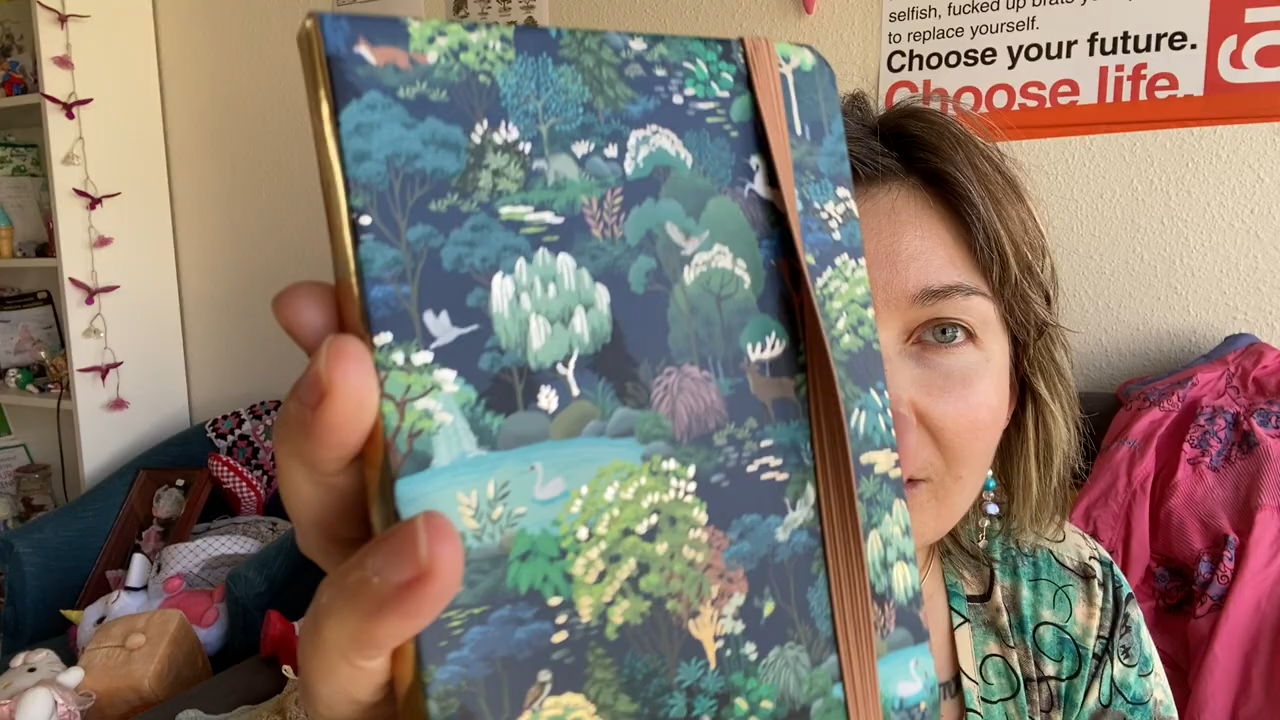 selfish, fucked up brats you
to replace yourself.
Choose your future.
Choose life.